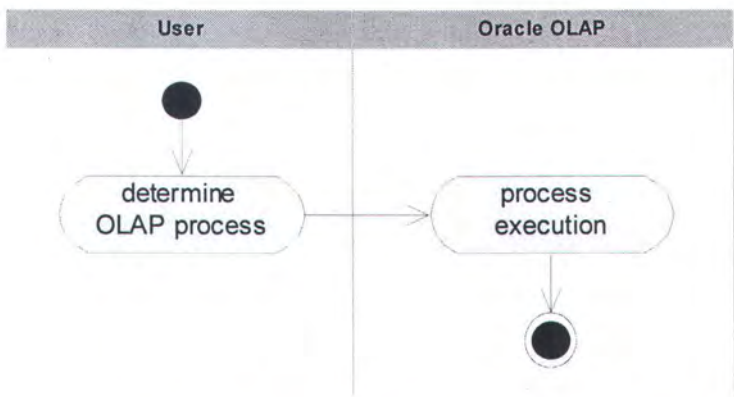 User
Oracle OLAP
determine
OLAP process
process
execution